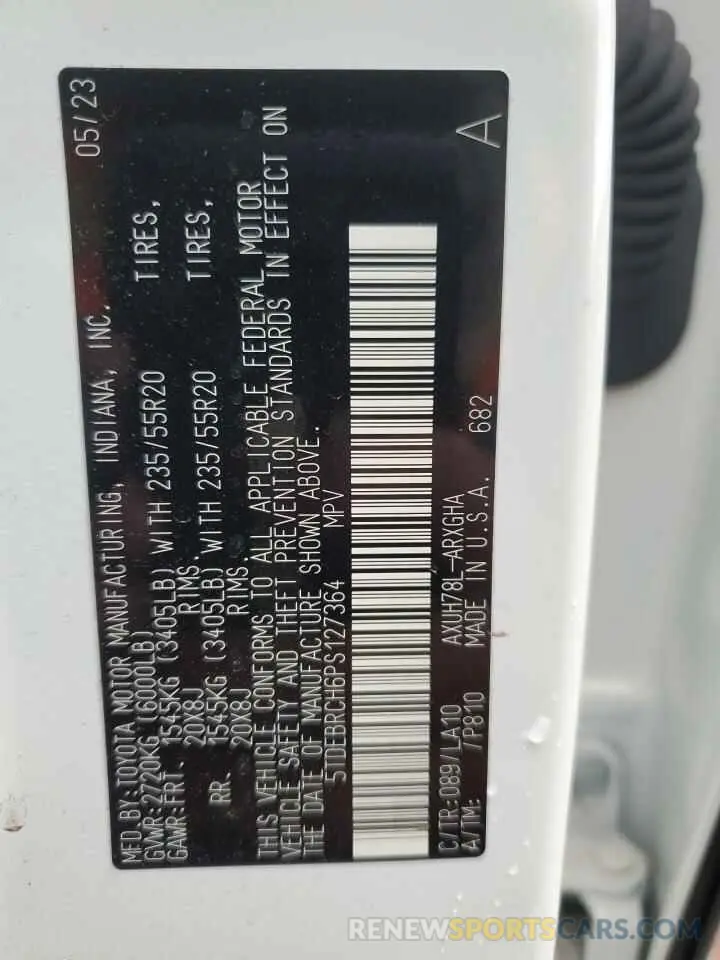 MFD BY:TOYOTA MOTOR MANUFACTURING, INDIANA, INC. 05/23
GVWR:2720KG (6000LB)
GAWR:FRT. 1545KG (3405LB) WITH 235/55R20 TIRES,
20X8J RIMS.
RR. 1545KG (3405LB) WITH 235/55R20 TIRES,
20X8J RIMS.
THIS VEHICLE CONFORMS TO ALL APPLICABLE FEDERAL MOTOR
VEHICLE SAFETY AND THEFT PREVENTION STANDARDS IN EFFECT ON
THE DATE OF MANUFACTURE SHOWN ABOVE.
5TDEBRCH6PS127364 MPV
C/TR:089/LA10 AXUH78L-ARXGHA
A/TM: /P810 MADE IN U.S.A. 682 A
RENEWSPORTSCARS.COM